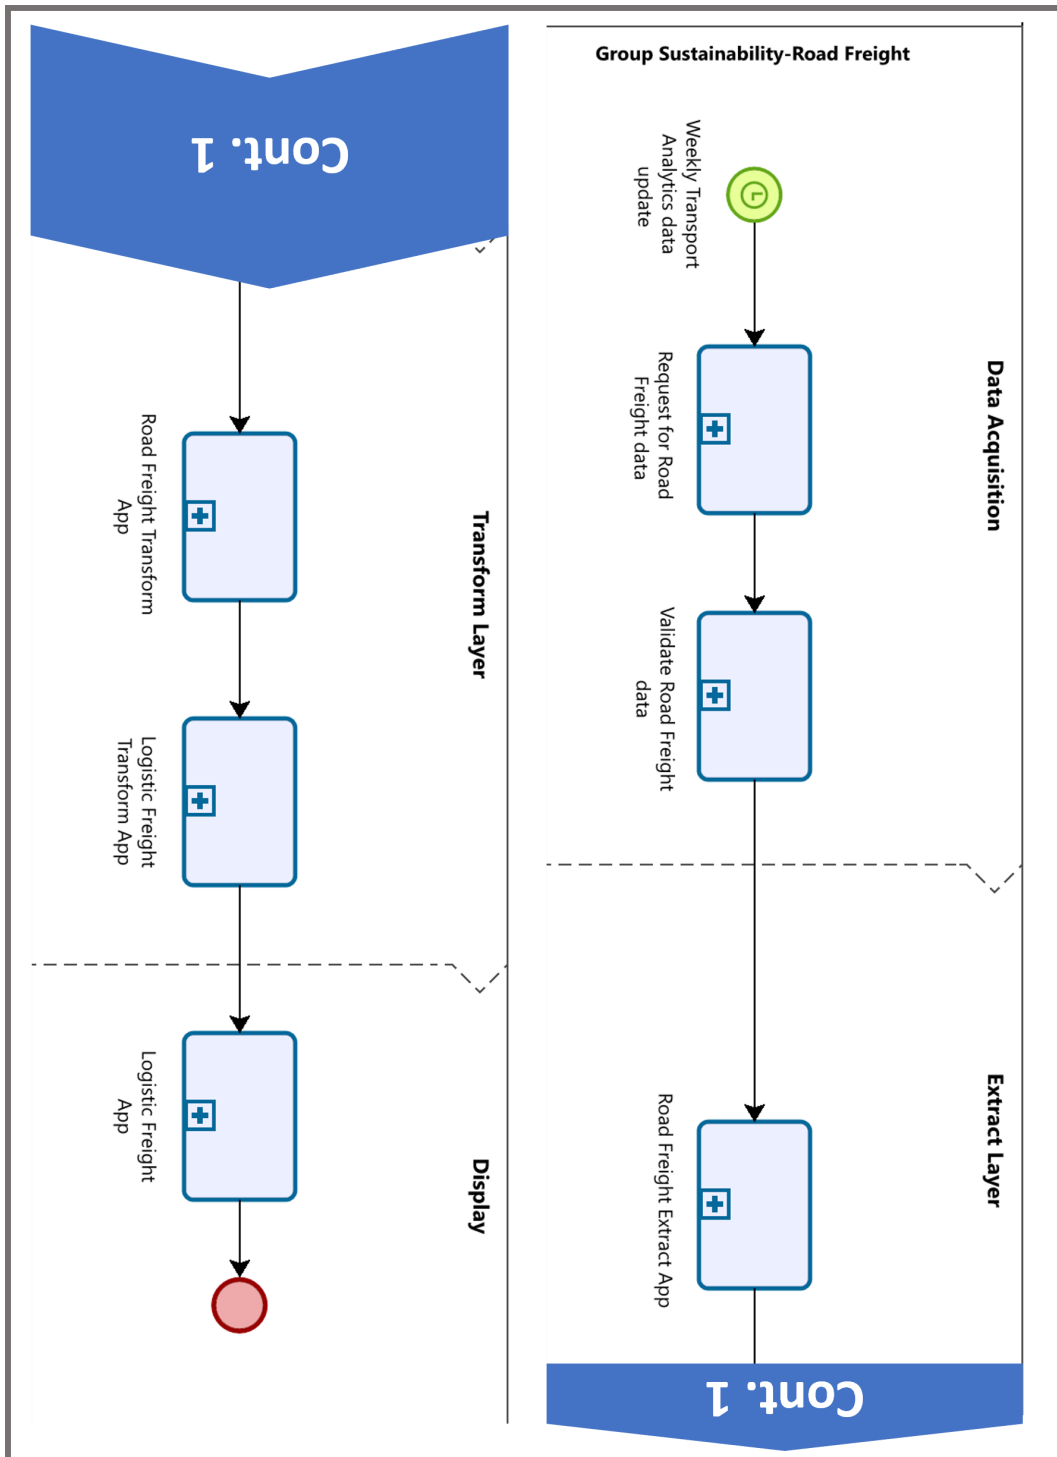 Group Sustainability-Road Freight
Data Acquisition
Weekly Transport
Analytics data
update
Request for Road
Freight data
Validate Road Freight
data
Extract Layer
Road Freight Extract App
Cont. 1
Cont. 1
Transform Layer
Road Freight Transform
App
Logistic Freight
Transform App
Display
Logistic Freight
App